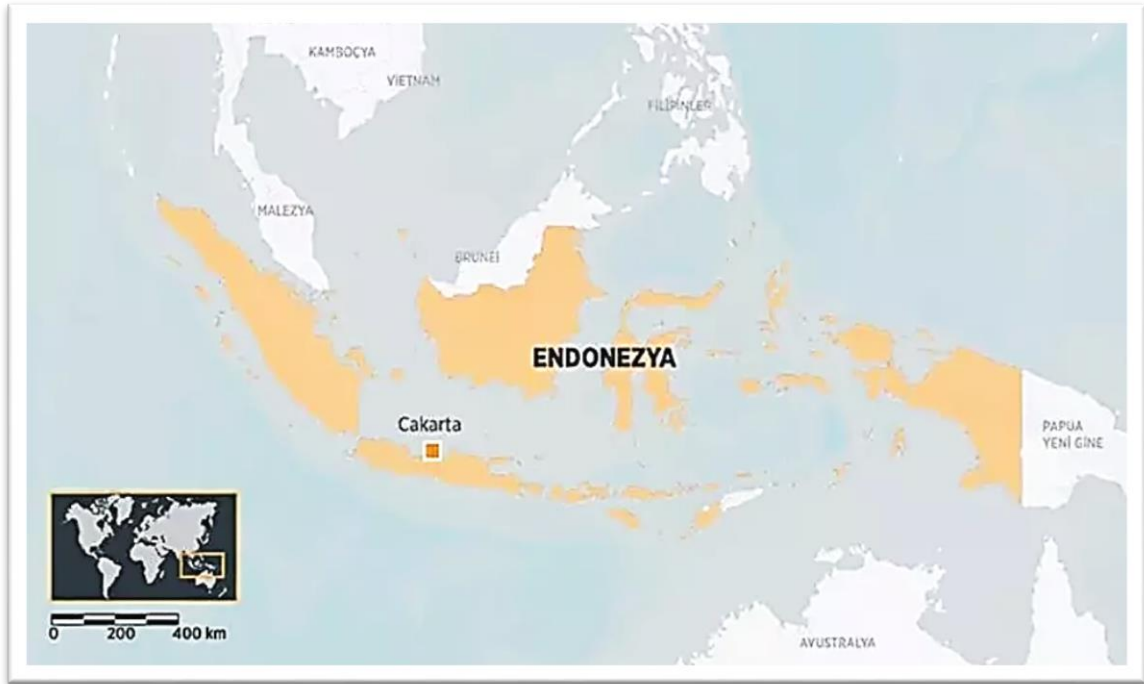 KAMBOÇYA
VIETNAM
FİLİPİNLER
MALEZYA
BRUNEI
ENDONEZYA
Cakarta
PAPUA
YENİ GİNE
AVUSTRALYA
0 200 400 km